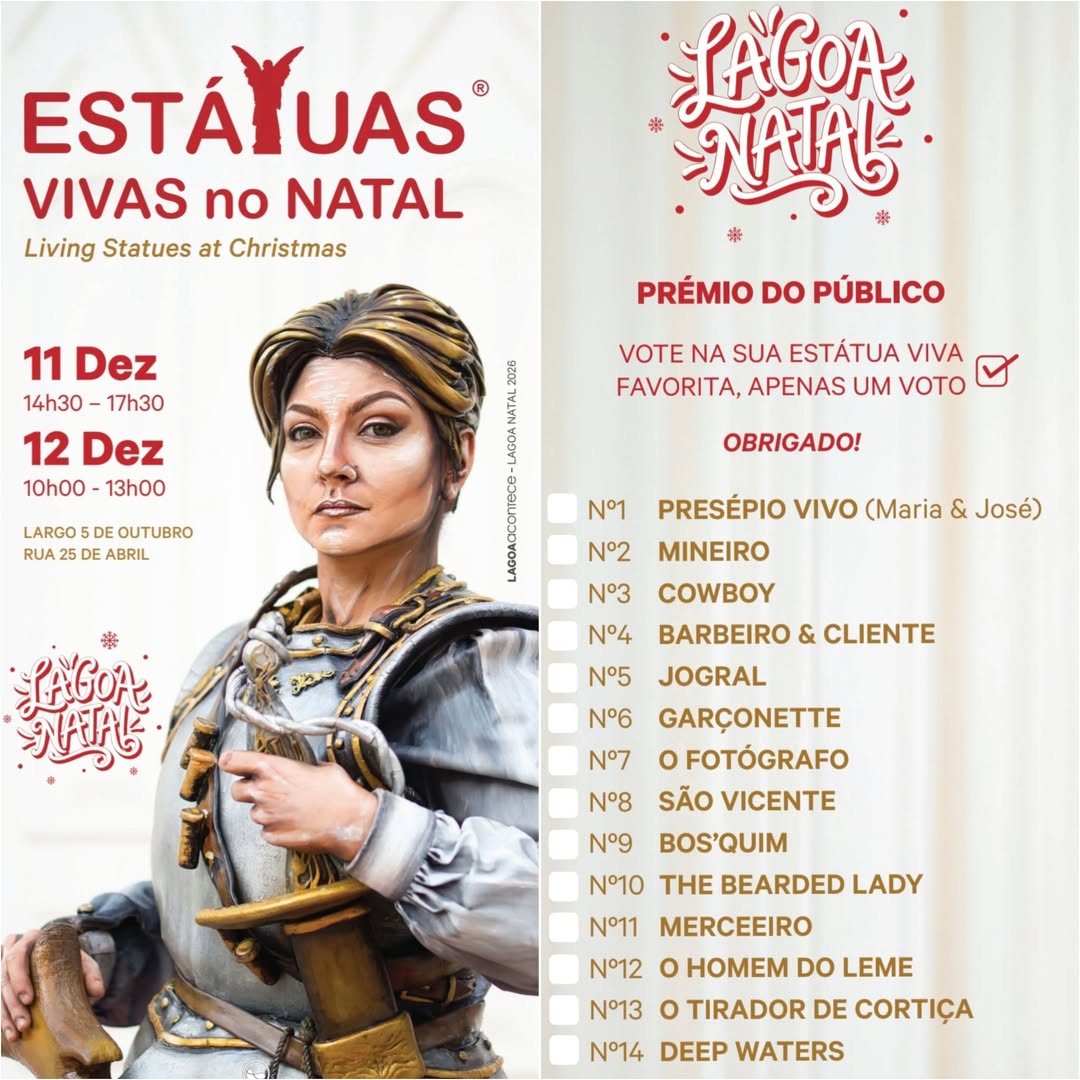 ESTÁTUAS®
VIVAS no NATAL
Living Statues at Christmas
11 Dez
14h30 – 17h30
12 Dez
10h00 - 13h00
LARGO 5 DE OUTUBRO
RUA 25 DE ABRIL
LAGOA
NATAL
LAGOAacontece - LAGOA NATAL 2026
LAGOA
NATAL
PRÉMIO DO PÚBLICO
VOTE NA SUA ESTÁTUA VIVA
FAVORITA, APENAS UM VOTO
OBRIGADO!
Nº1 PRESÉPIO VIVO (Maria & José)
Nº2 MINEIRO
Nº3 COWBOY
Nº4 BARBEIRO & CLIENTE
Nº5 JOGRAL
Nº6 GARÇONETTE
Nº7 O FOTÓGRAFO
Nº8 SÃO VICENTE
Nº9 BOS'QUIM
Nº10 THE BEARDED LADY
Nº11 MERCEEIRO
Nº12 O HOMEM DO LEME
Nº13 O TIRADOR DE CORTIÇA
Nº14 DEEP WATERS